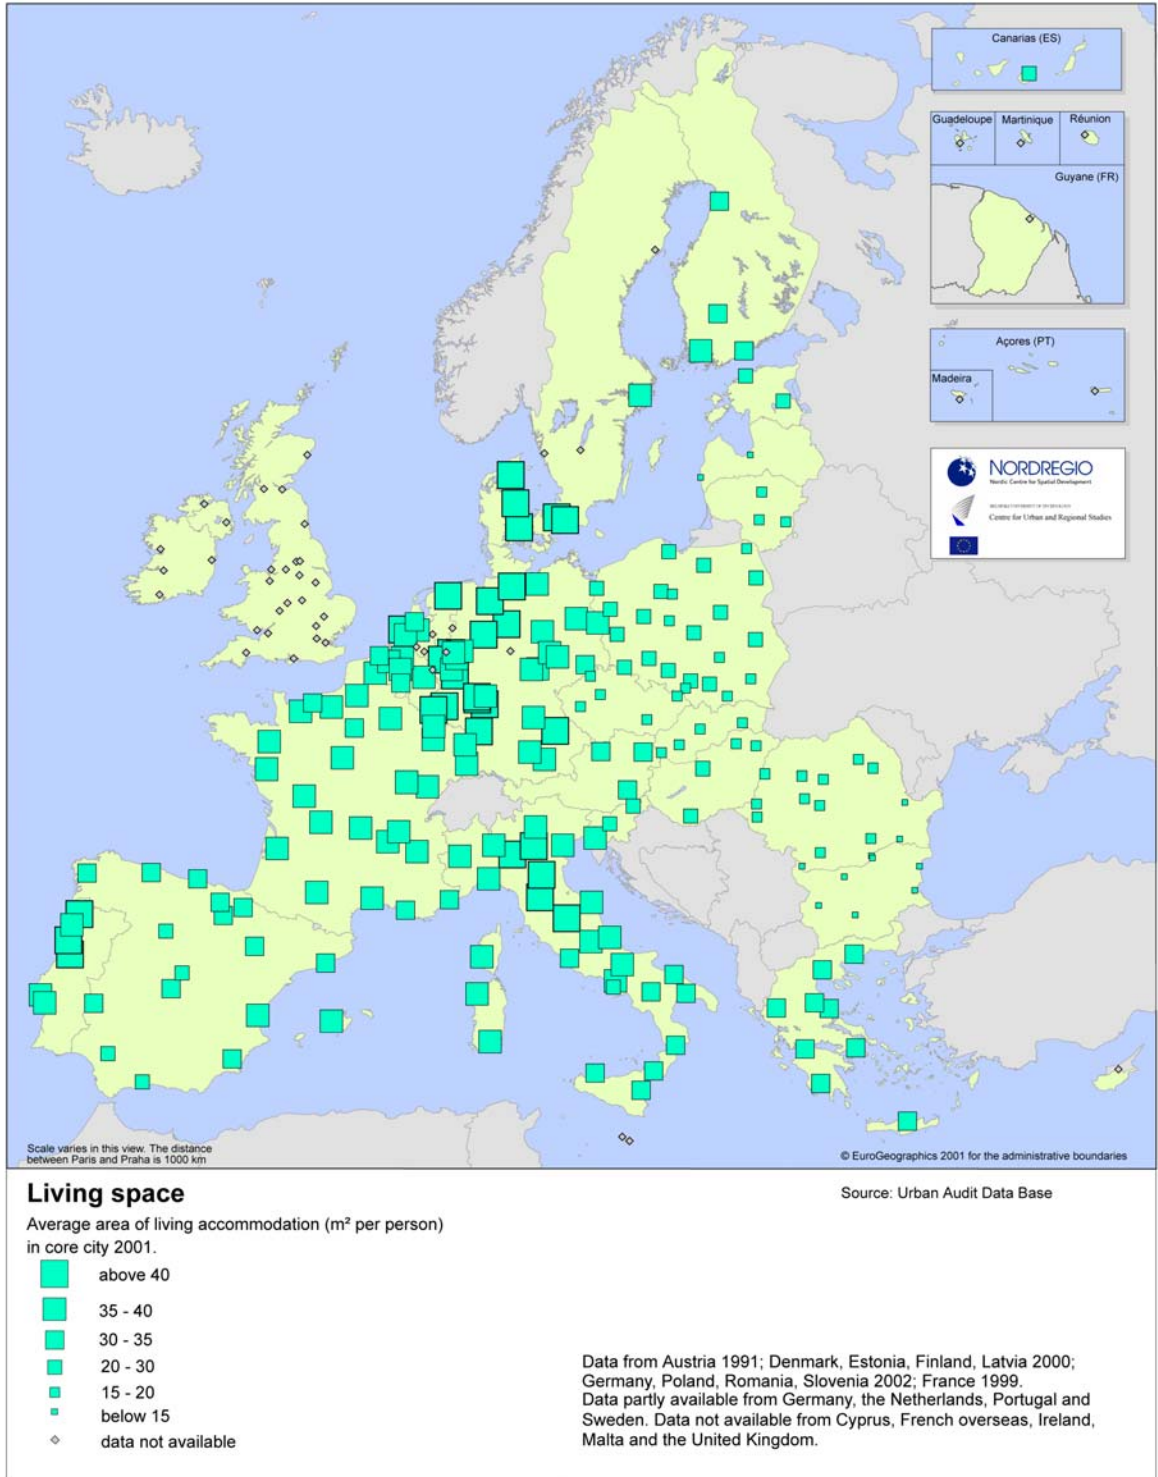 Canarias (ES)
Guadeloupe
Martinique
Réunion
Guyane (FR)
Açores (PT)
Madeira
NORDREGIO
Nordic Centre for Spatial Development
Centre for Urban and Regional Studies
Scale varies in this view. The distance
between Paris and Praha is 1000 km
© EuroGeographics 2001 for the administrative boundaries
Living space
Source: Urban Audit Data Base
Average area of living accommodation (m² per person)
in core city 2001.
above 40
35 - 40
30 - 35
20 - 30
15 - 20
below 15
data not available
Data from Austria 1991; Denmark, Estonia, Finland, Latvia 2000;
Germany, Poland, Romania, Slovenia 2002; France 1999.
Data partly available from Germany, the Netherlands, Portugal and
Sweden. Data not available from Cyprus, French overseas, Ireland,
Malta and the United Kingdom.